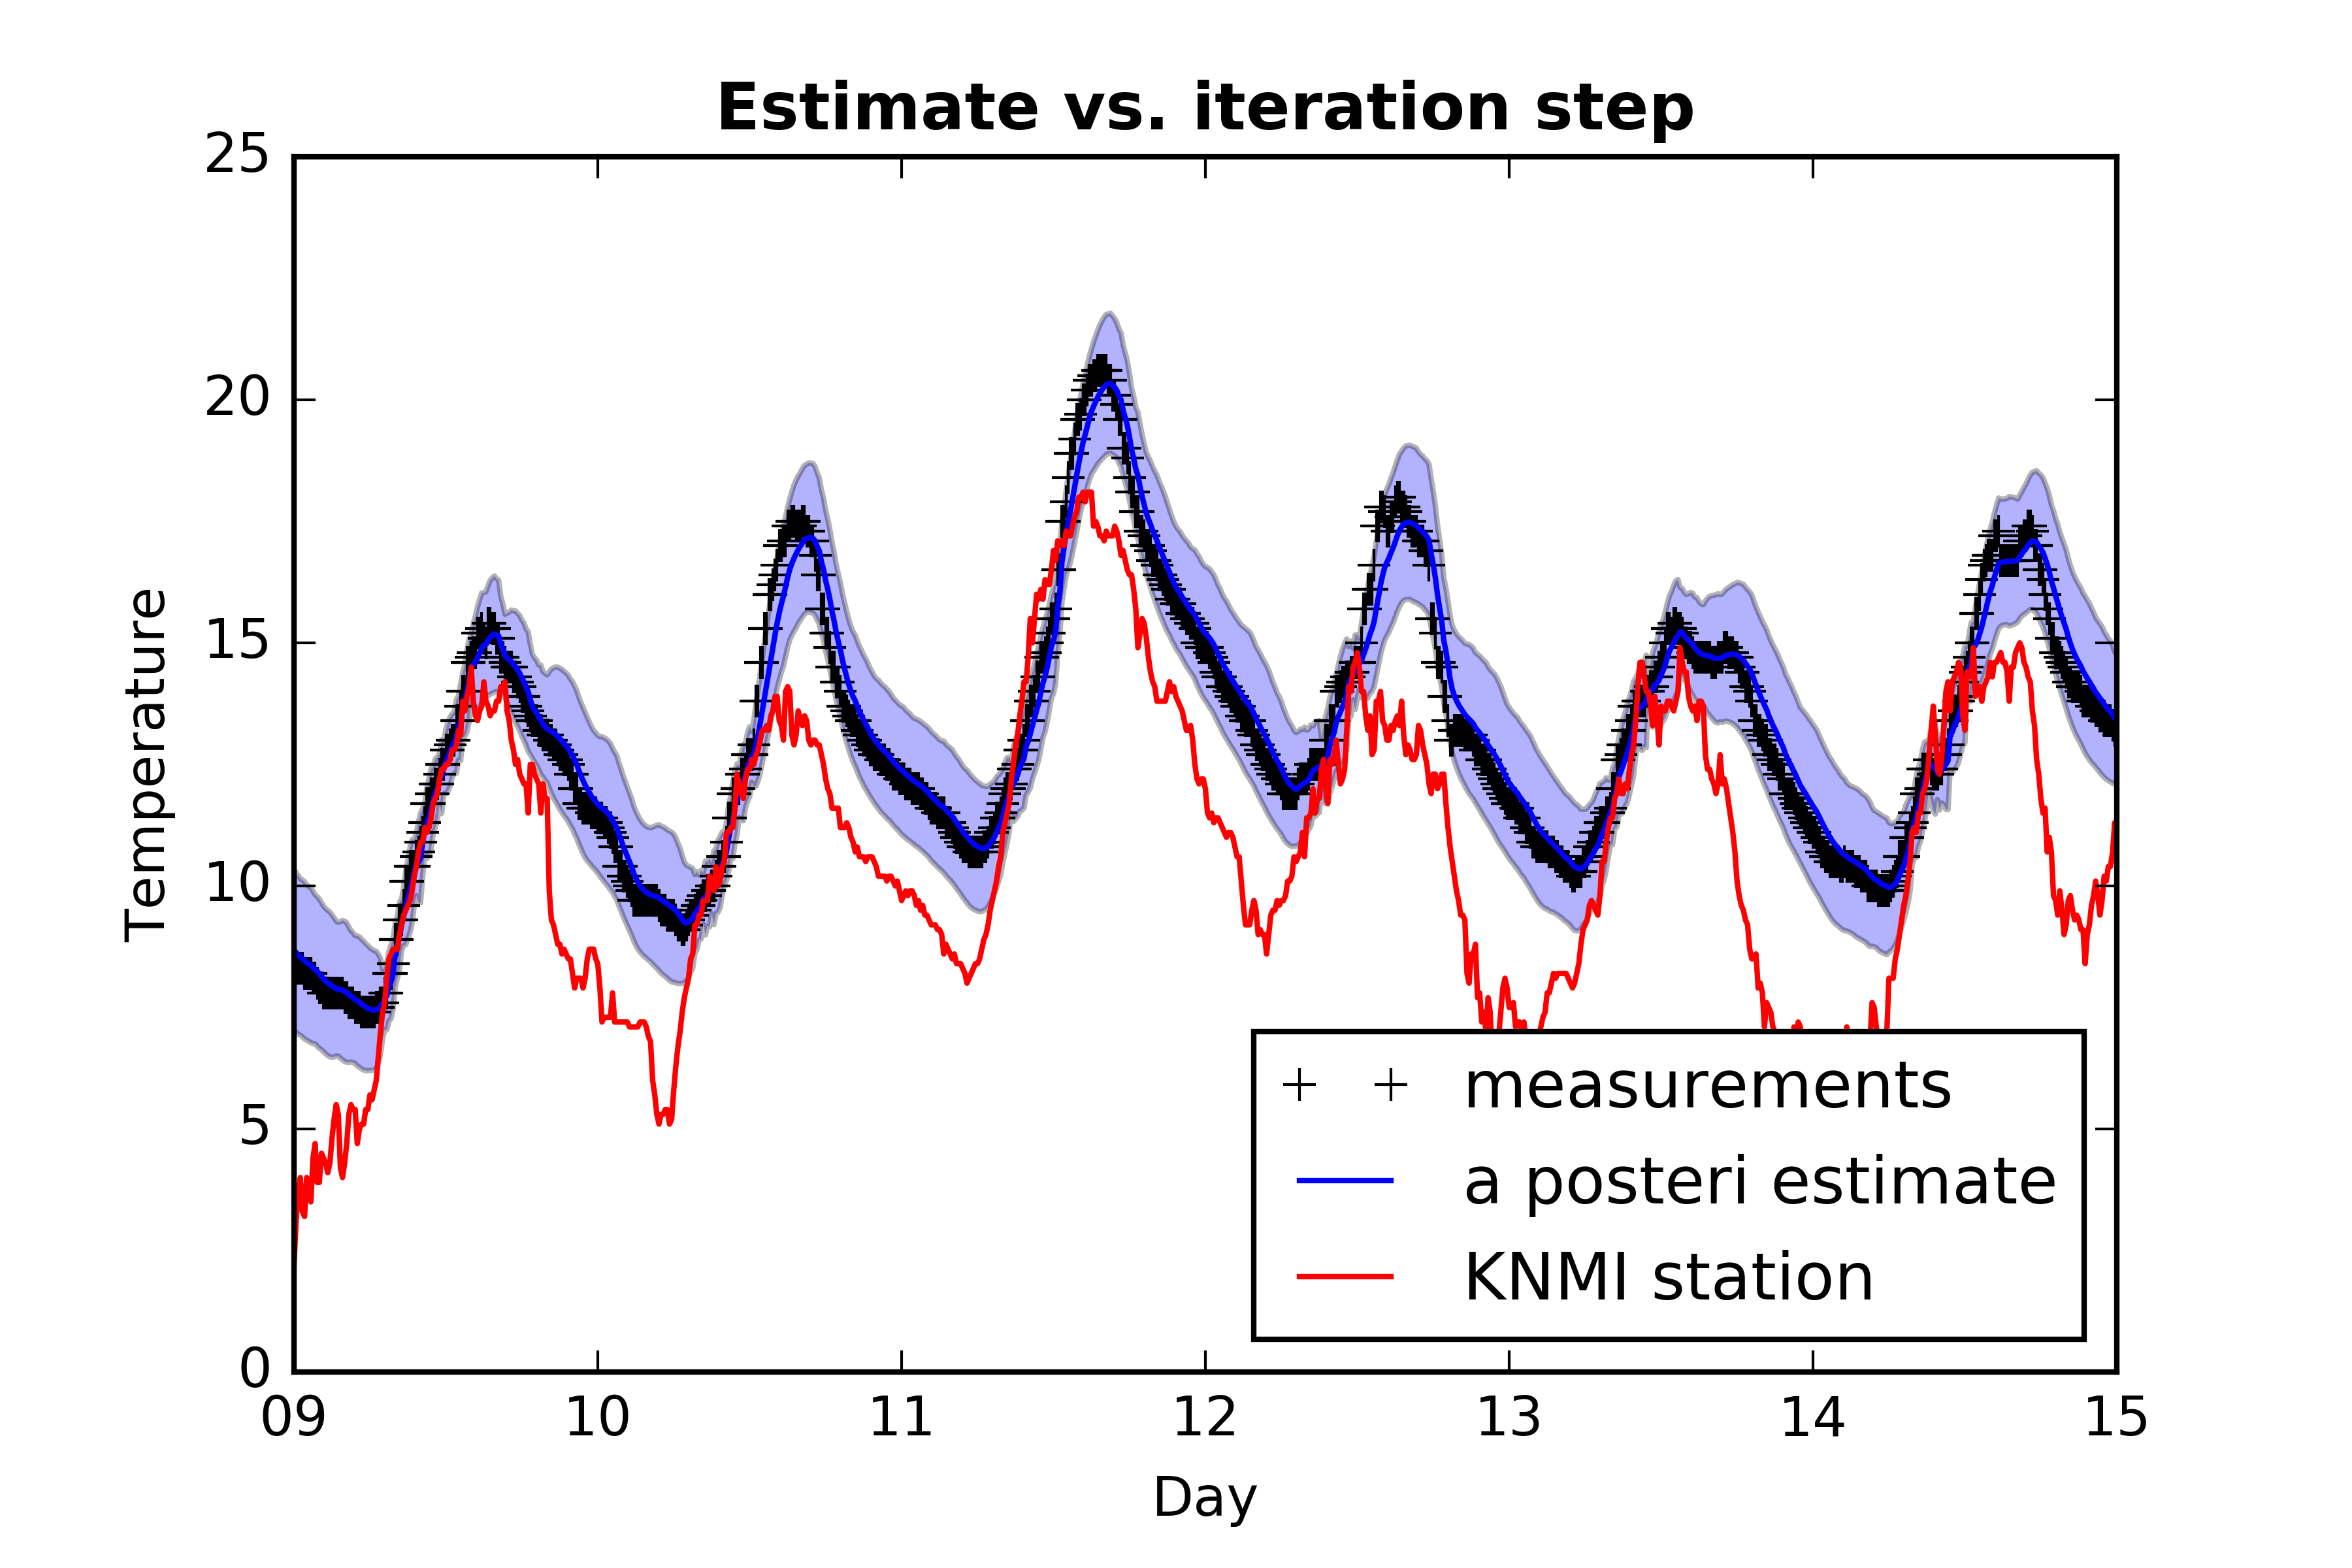 Estimate vs. iteration step
25
20
15
10
5
0
Temperature
09 10 11 12 13 14 15
Day
measurements
a posteri estimate
KNMI station